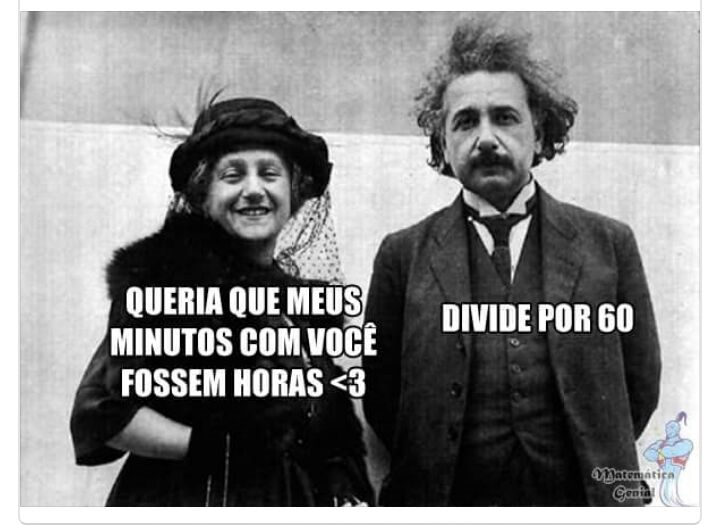 QUERIA QUE MEUS
MINUTOS COM VOCÊ
FOSSEM HORAS <3
DIVIDE POR 60
Matemática
Genial